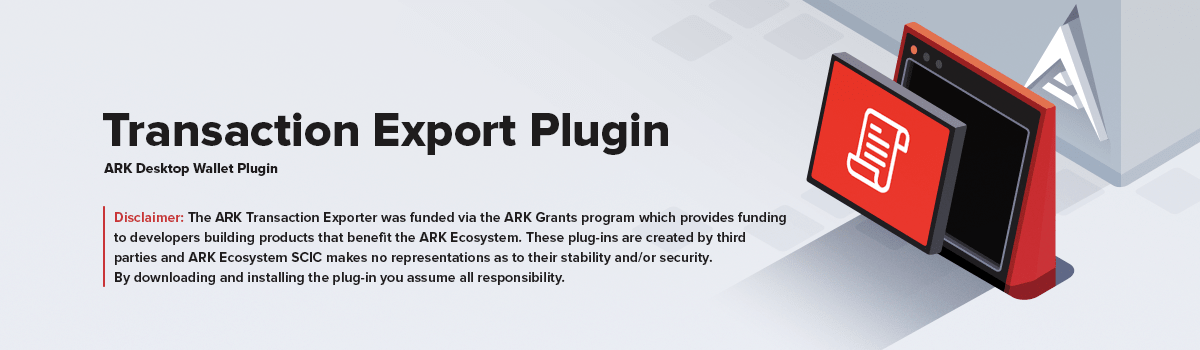 Transaction Export Plugin
ARK Desktop Wallet Plugin
Disclaimer: The ARK Transaction Exporter was funded via the ARK Grants program which provides funding
to developers building products that benefit the ARK Ecosystem. These plug-ins are created by third
parties and ARK Ecosystem SCIC makes no representations as to their stability and/or security.
By downloading and installing the plug-in you assume all responsibility.